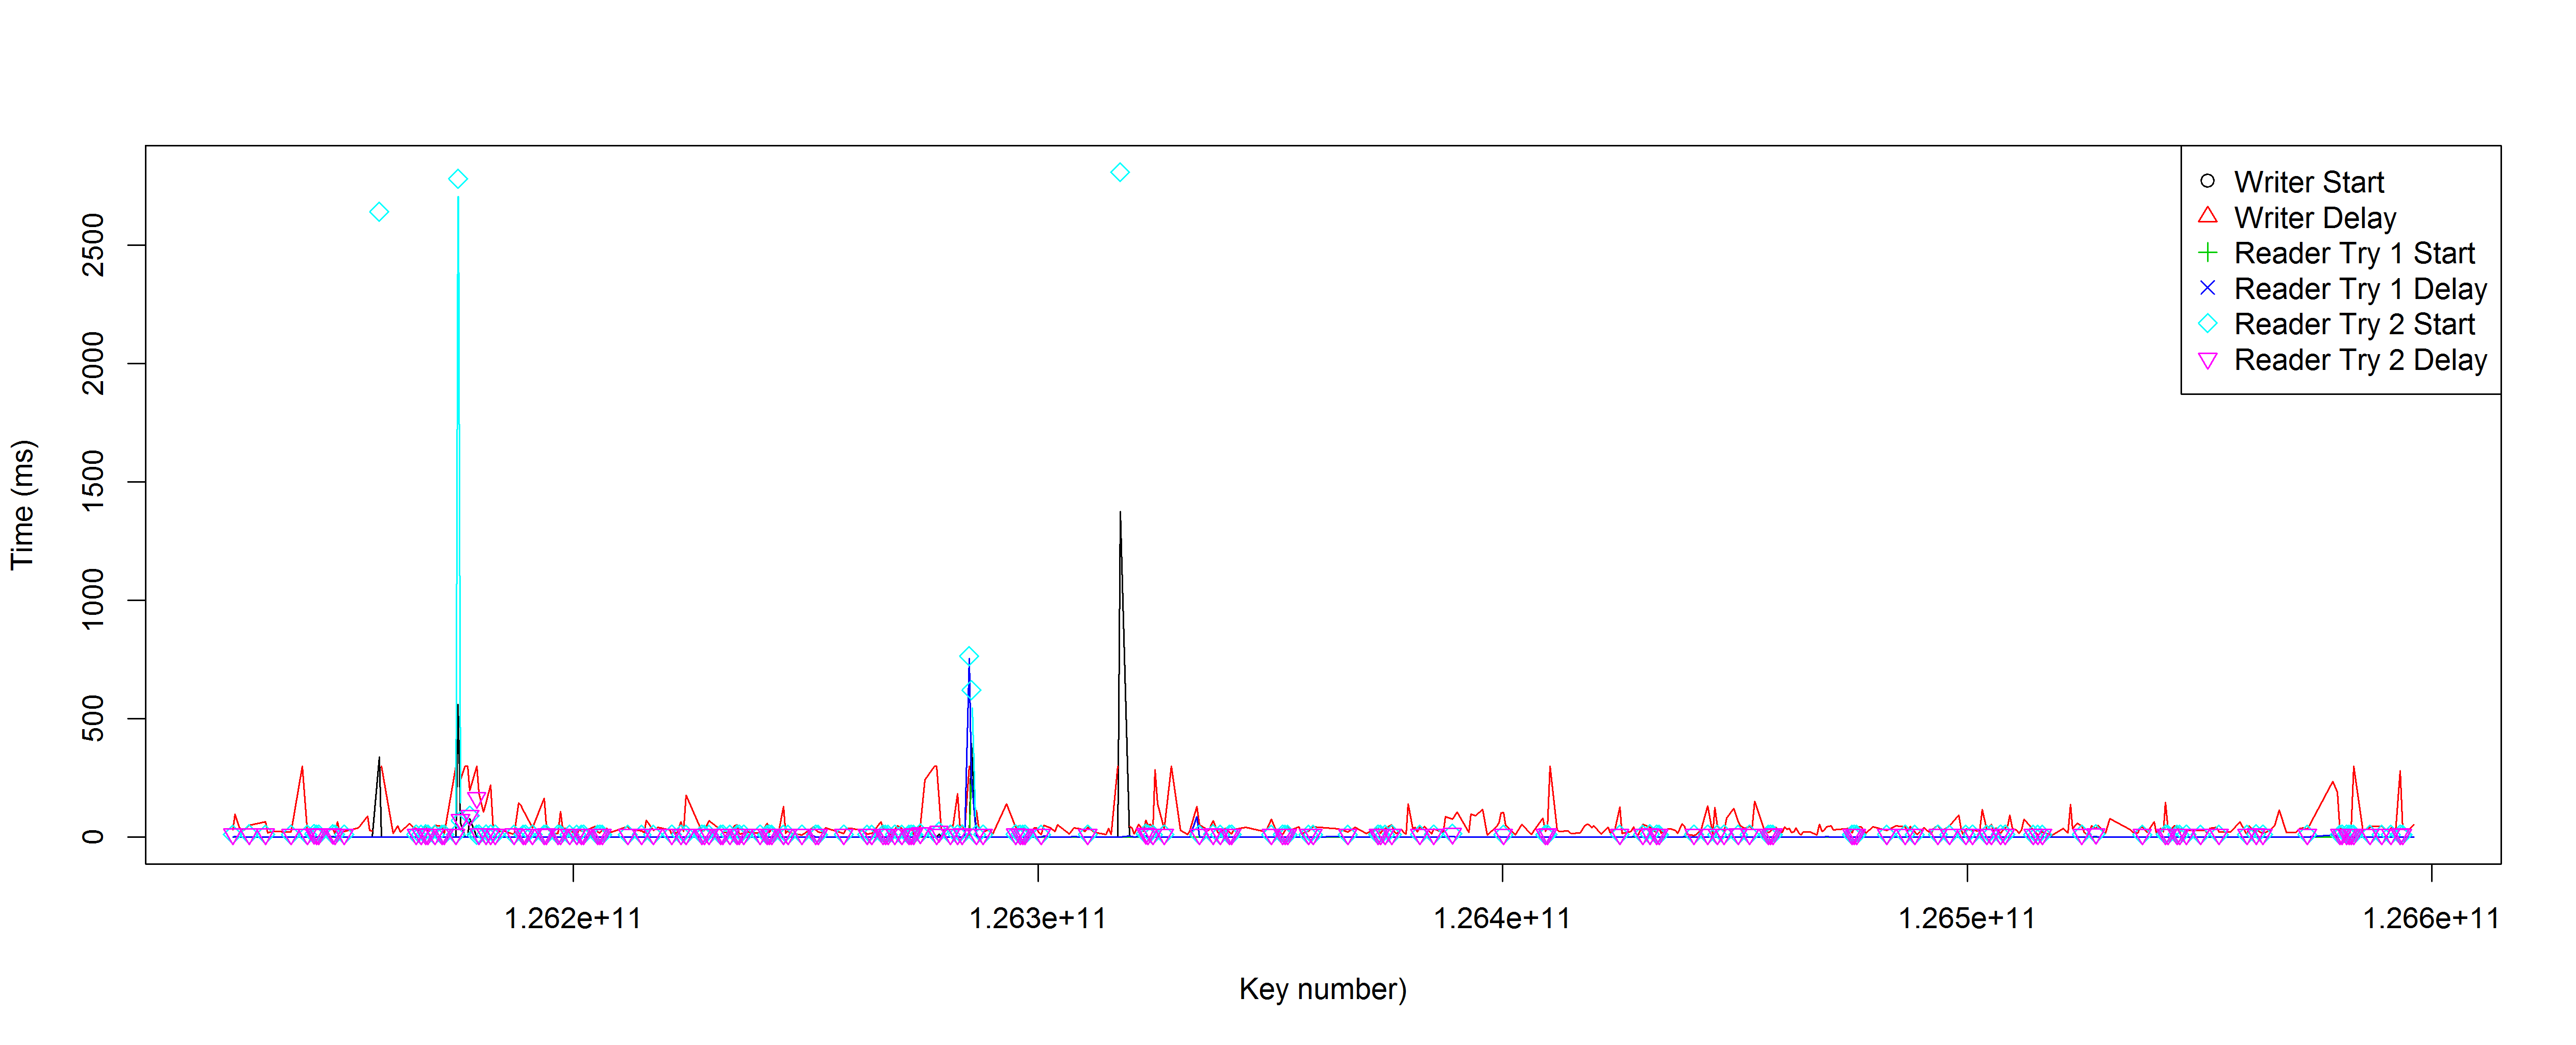 Time (ms)
2500
2000
1500
1000
500
0
Writer Start
Writer Delay
Reader Try 1 Start
Reader Try 1 Delay
Reader Try 2 Start
Reader Try 2 Delay
1.262e+11 1.263e+11 1.264e+11 1.265e+11 1.266e+11
Key number)